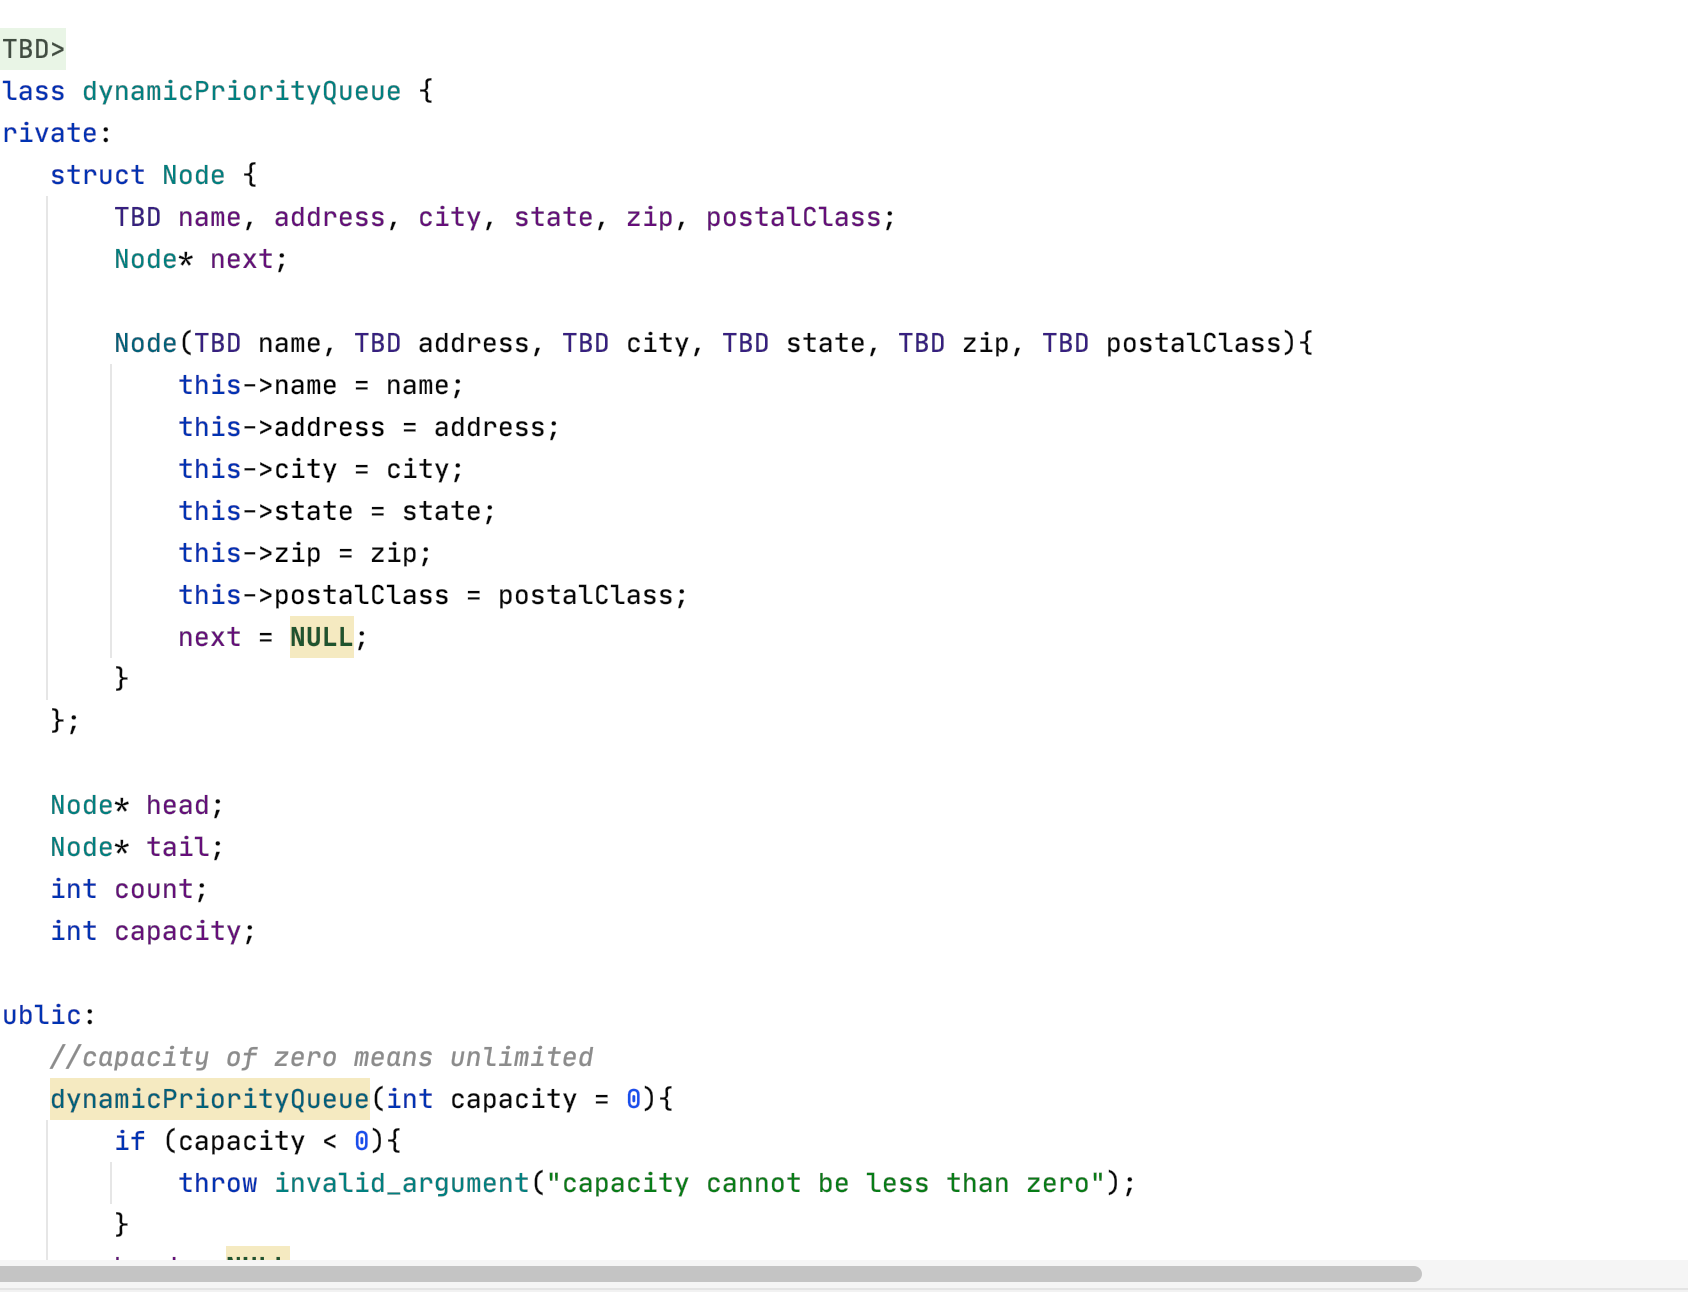 TBD>
lass dynamicPriorityQueue {
rivate:
struct Node {
TBD name, address, city, state, zip, postalClass;
Node* next;
Node(TBD name, TBD address, TBD city, TBD state, TBD zip, TBD postalClass){
this->name = name;
this->address = address;
this->city = city;
this->state = state;
this->zip = zip;
this->postalClass = postalClass;
next = NULL;
}
};
Node* head;
Node* tail;
int count;
int capacity;
ublic:
//capacity of zero means unlimited
dynamicPriorityQueue(int capacity = 0){
if (capacity < 0){
throw invalid_argument("capacity cannot be less than zero");
}